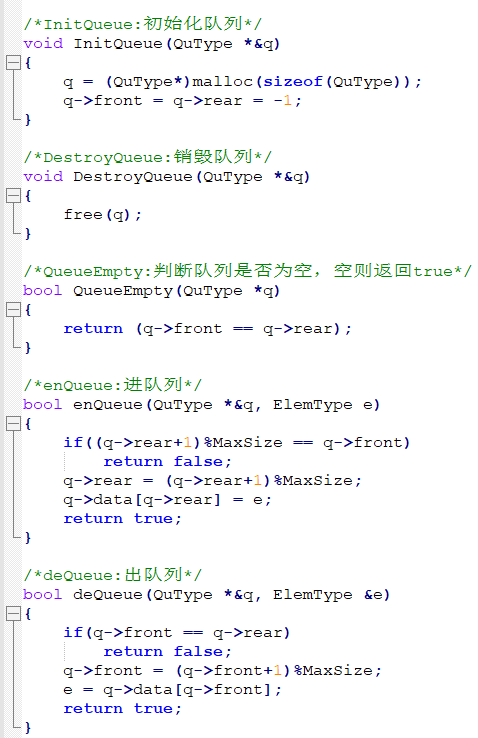 /*InitQueue:初始化队列*/
void InitQueue(QuType *&q)
{
    q = (QuType*)malloc(sizeof(QuType));
    q->front = q->rear = -1;
}
/*DestroyQueue:销毁队列*/
void DestroyQueue(QuType *&q)
{
    free(q);
}
/*QueueEmpty:判断队列是否为空，空则返回true*/
bool QueueEmpty(QuType *q)
{
    return (q->front == q->rear);
}
/*enQueue:进队列*/
bool enQueue(QuType *&q, ElemType e)
{
    if((q->rear+1)%MaxSize == q->front)
        return false;
    q->rear = (q->rear+1)%MaxSize;
    q->data[q->rear] = e;
    return true;
}
/*deQueue:出队列*/
bool deQueue(QuType *&q, ElemType &e)
{
    if(q->front == q->rear)
        return false;
    q->front = (q->front+1)%MaxSize;
    e = q->data[q->front];
    return true;
}